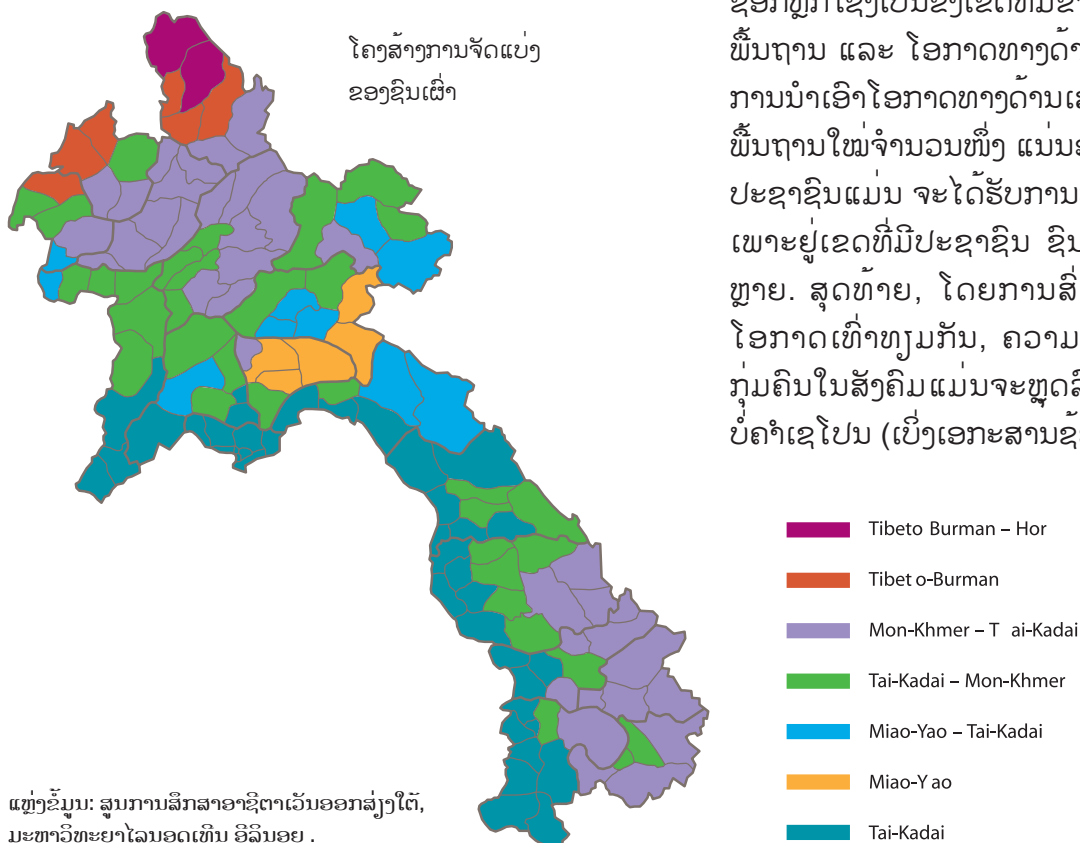 ໂຄງສ້າງການຈັດແບ່ງ
ຂອງຊົນເຜົ່າ
ພື້ນຖານ ແລະ ໂອກາດທາງດ້າ
ການນໍາເອົາໂອກາດທາງດ້ານເສ
ພື້ນຖານໃໝ່ຈໍານວນໜຶ່ງ ແນ່ນອ
ປະຊາຊົນແມ່ນ ຈະໄດ້ຮັບການ
ເພາະຢູ່ເຂດທີ່ມີປະຊາຊົນ ຊົນ
ຫຼາຍ. ສຸດທ້າຍ, ໂດຍການສົ່
ໂອກາດເທົ່າທຽມກັນ, ຄວາມ
ກຸ່ມຄົນໃນສັງຄົມແມ່ນຈະຫຼຸດລົ
ບໍ່ຄໍາເຊໂປນ (ເບິ່ງເອກະສານຊ້
Tibeto Burman – Hor
Tibet o-Burman
Mon-Khmer – T ai-Kadai
Tai-Kadai – Mon-Khmer
Miao-Yao – Tai-Kadai
Miao-Y ao
Tai-Kadai
ແຫຼ່ງຂໍ້ມູນ: ສູນການສຶກສາອາຊີຕາເວັນອອກສ່ຽງໃຕ້,
ມະຫາວິທະຍາໄລນອດເທີນ ອີລິນອຍ .